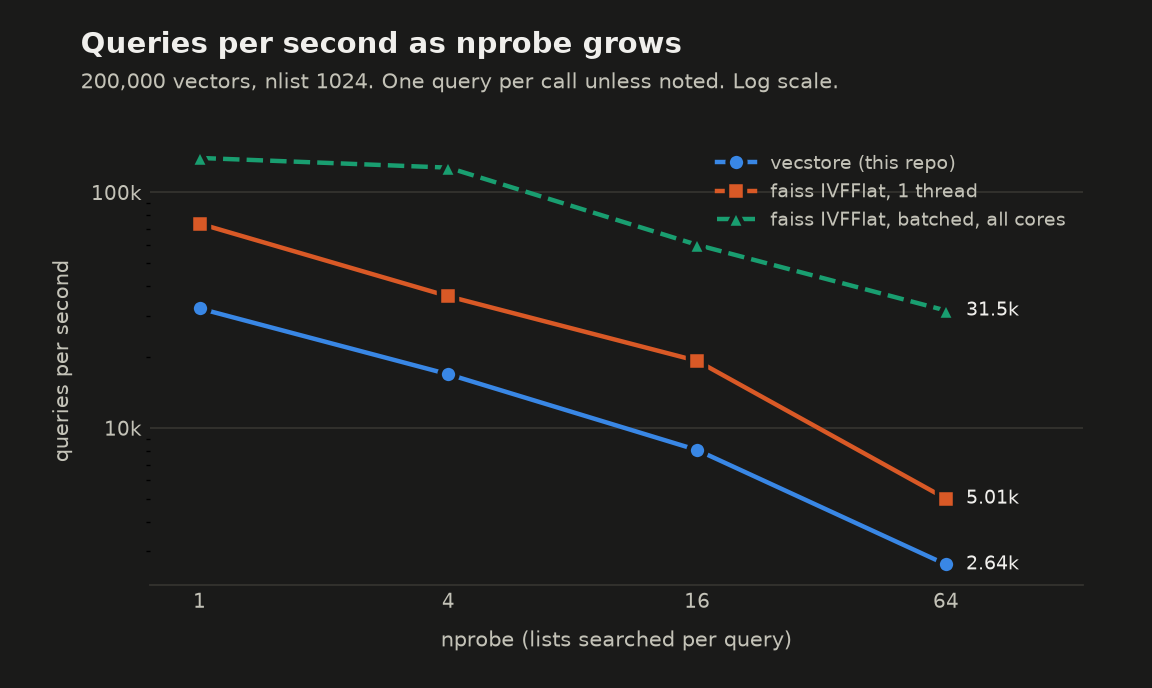 Queries per second as nprobe grows
200,000 vectors, nlist 1024. One query per call unless noted. Log scale.
vecstore (this repo)
faiss IVFFlat, 1 thread
faiss IVFFlat, batched, all cores
100k
10k
queries per second
31.5k
5.01k
2.64k
1 4 16 64
nprobe (lists searched per query)